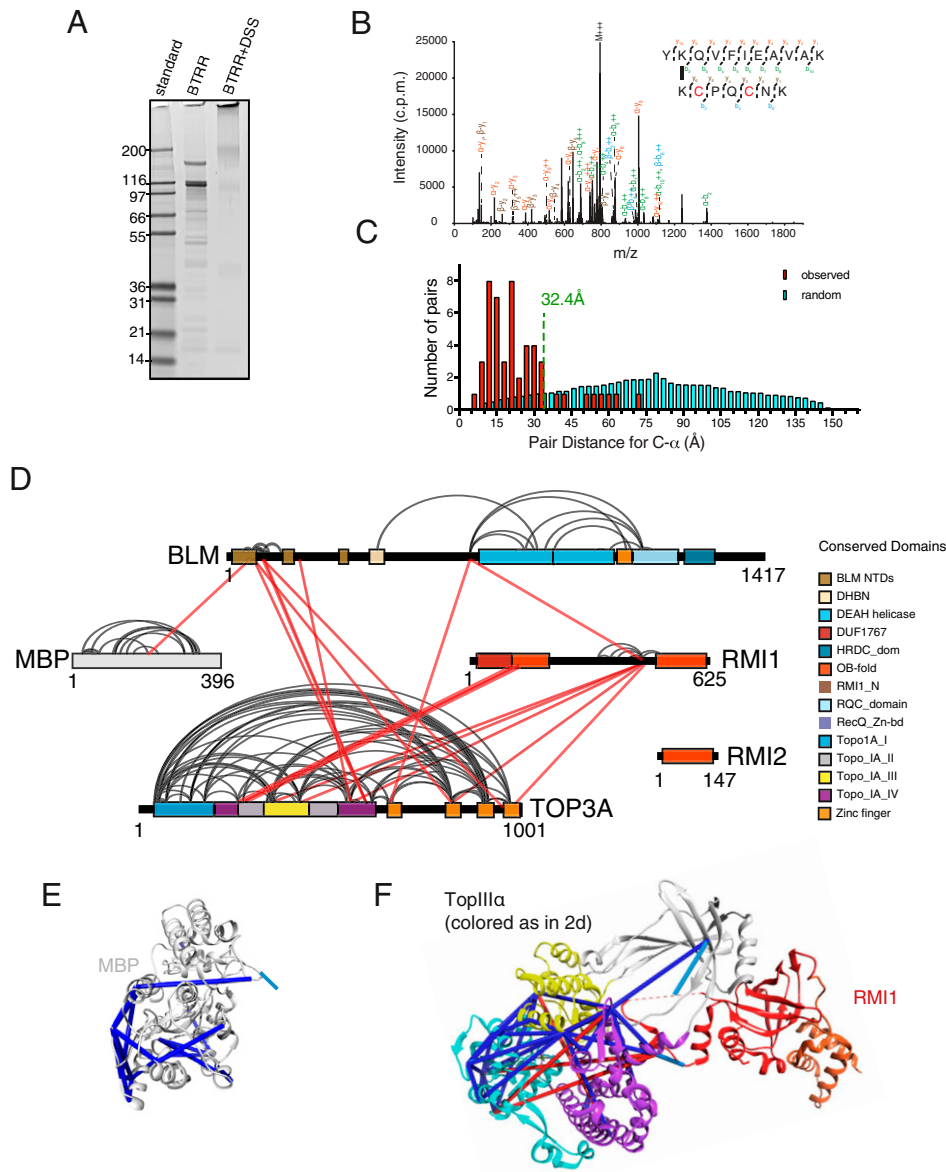 A
standard
BTRR
BTRR+DSS
200
116
97
66
55
36
31
21
14
B
Intensity (c.p.m.)
25000
20000
15000
10000
5000
0
M+++
0 200 400 600 800 1000 1200 1400 1600 1800
m/z
YKQVFIEAVAK
KCPQCNK
C
observed
random
32.4Å
Number of pairs
8
6
4
2
0
0 15 30 45 60 75 90 105 120 135 150
Pair Distance for C-α (Å)
D
BLM
1
1417
MBP
1
396
RMI1
1
625
RMI2
1
147
TOP3A
1
1001
Conserved Domains
BLM NTDs
DHBN
DEAH helicase
DUF1767
HRDC_dom
OB-fold
RMI1_N
RQC_domain
RecQ_Zn-bd
Topo1A_I
Topo_IA_II
Topo_IA_III
Topo_IA_IV
Zinc finger
E
MBP
F
TopIIIα
(colored as in 2d)
RMI1